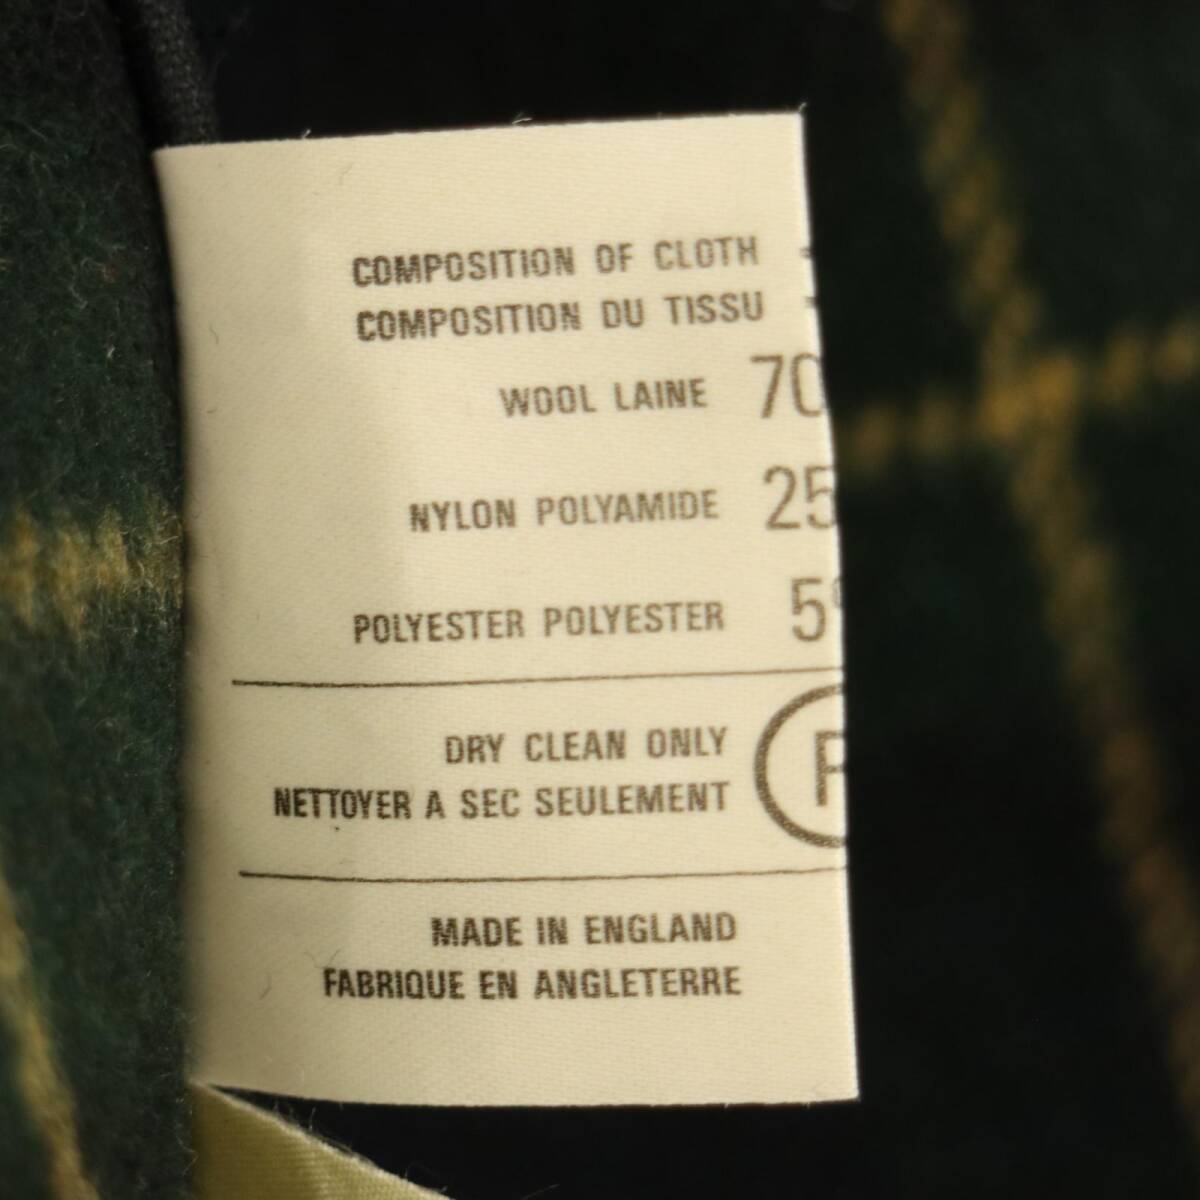 COMPOSITION OF CLOTH
COMPOSITION DU TISSU
WOOL LAINE 70
NYLON POLYAMIDE 25
POLYESTER POLYESTER 5
DRY CLEAN ONLY
NETTOYER A SEC SEULEMENT
MADE IN ENGLAND
FABRIQUE EN ANGLETERRE